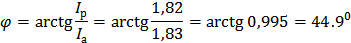 φ = arctg I_p/I_a = arctg 1,82/1,83 = arctg 0,995 = 44.9⁰